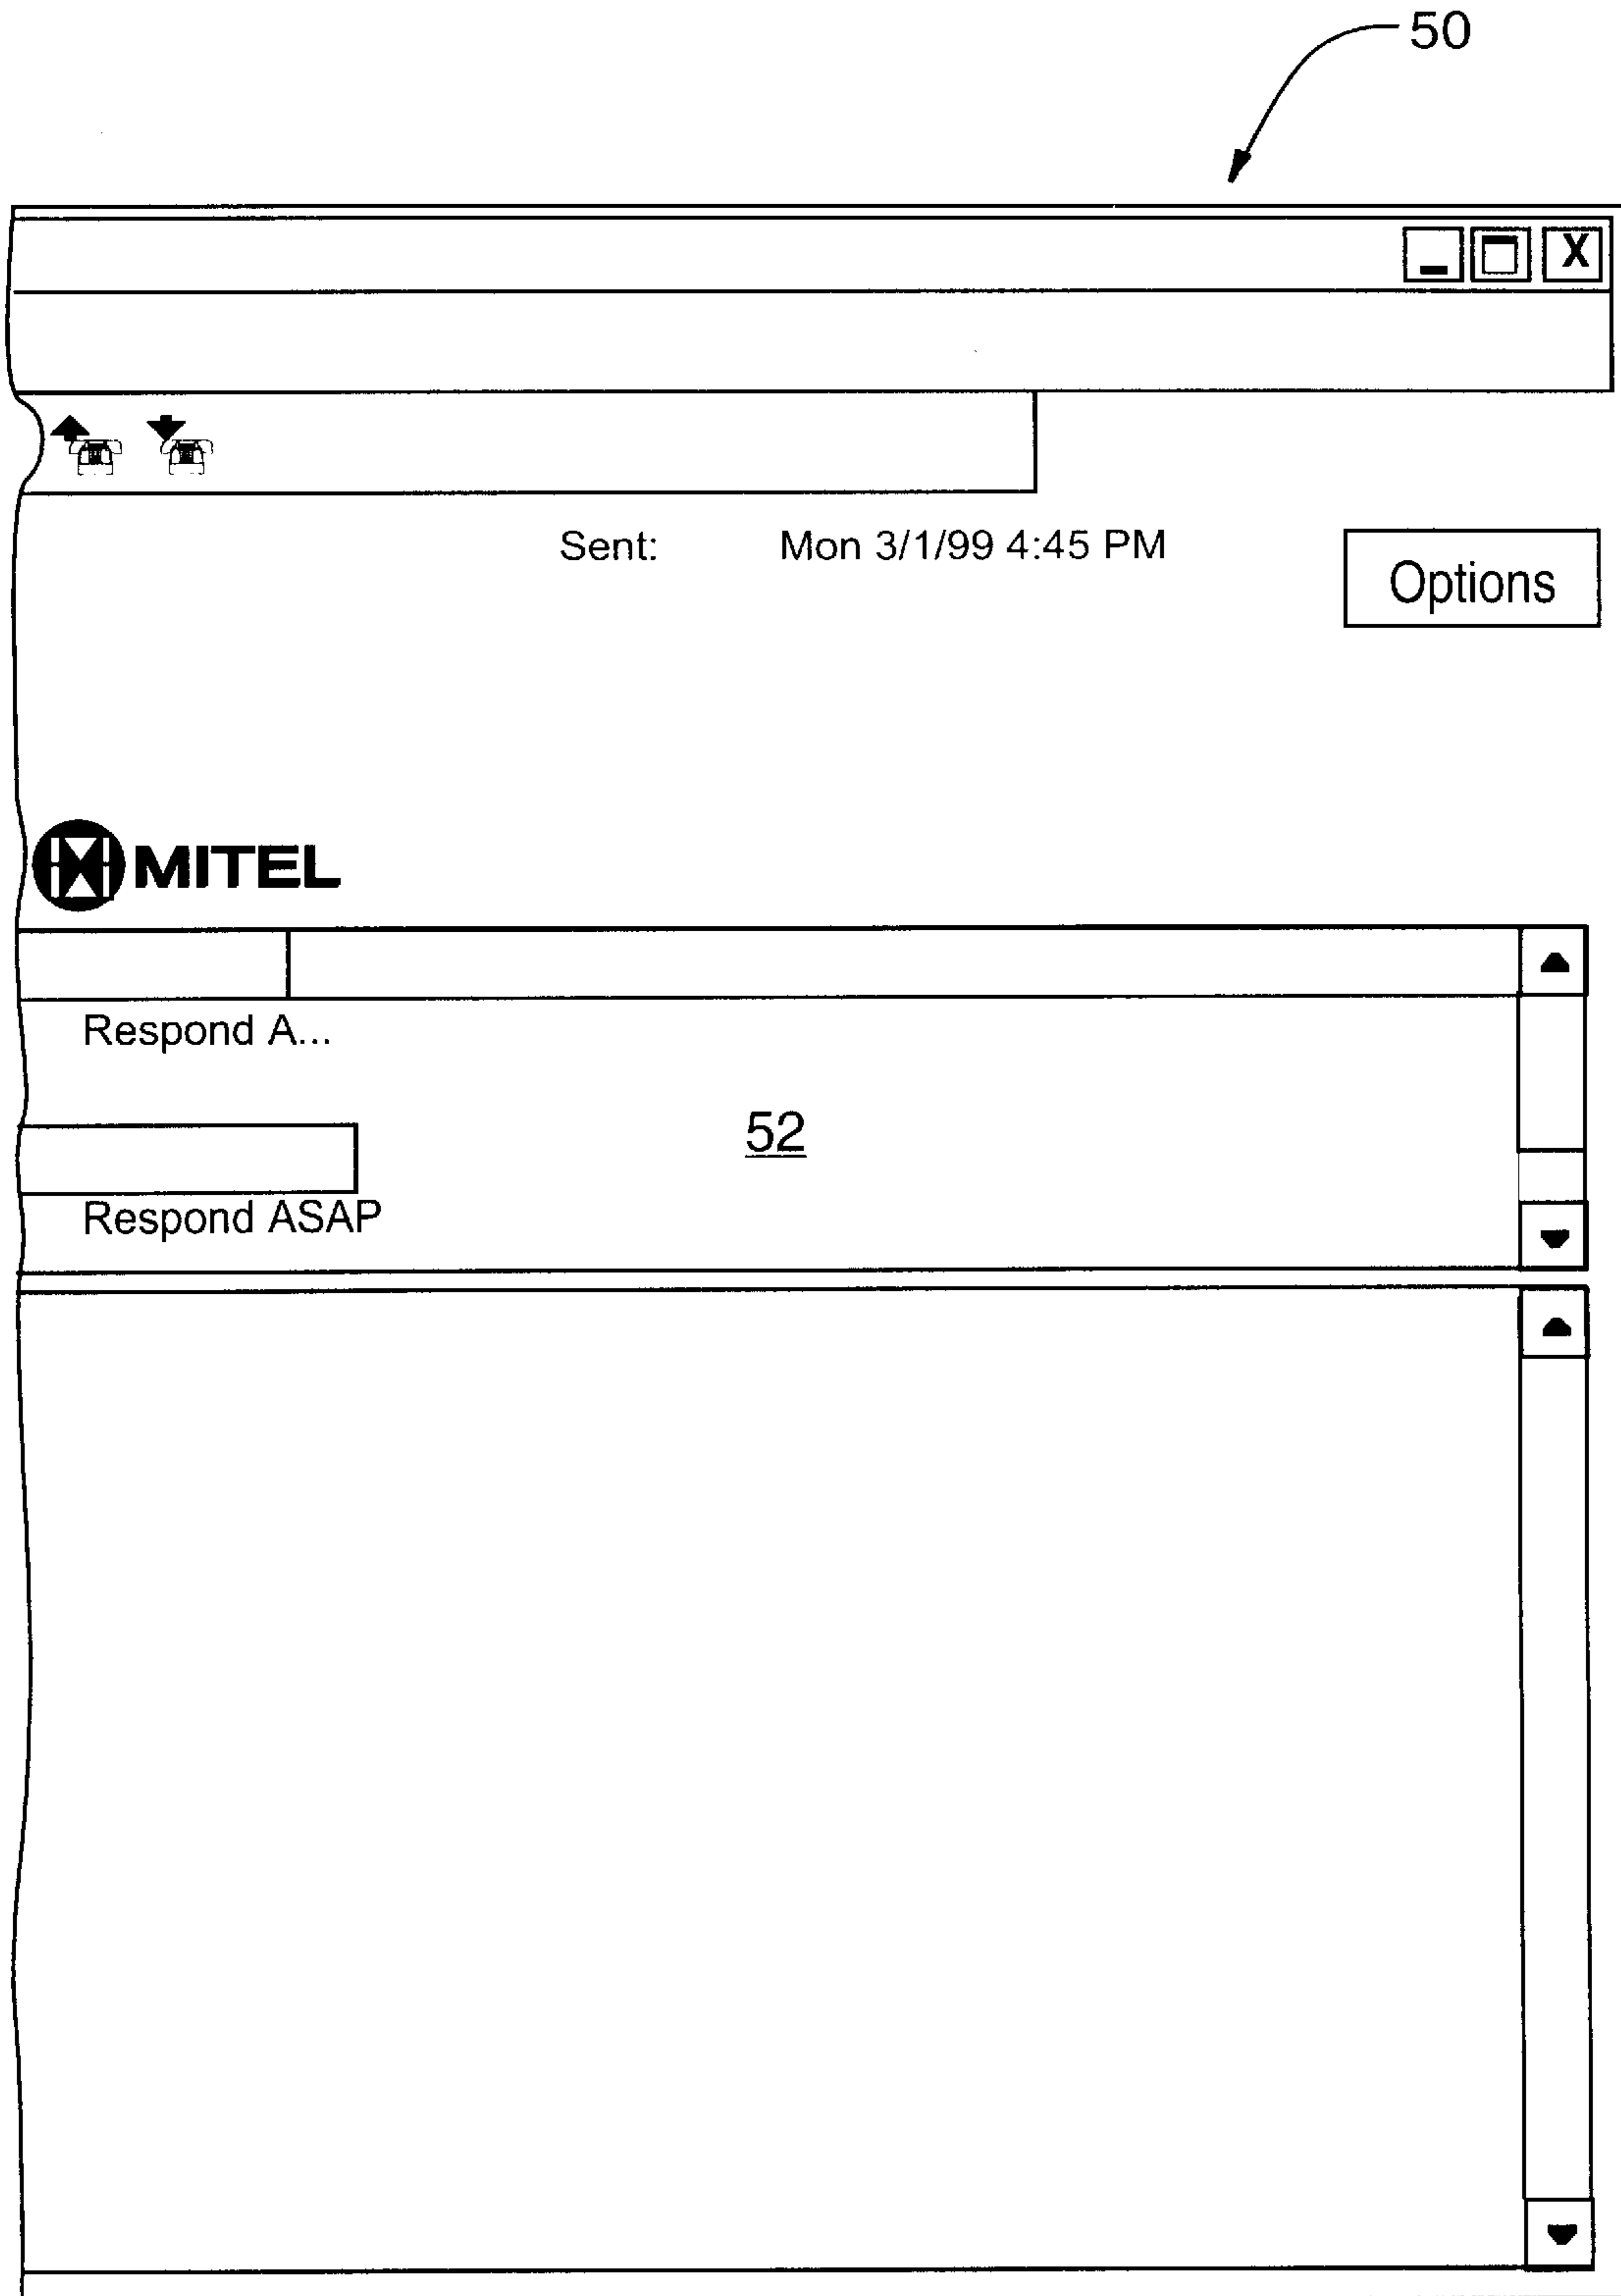 50
X
Sent: Mon 3/1/99 4:45 PM
Options
MITEL
Respond A...
52
Respond ASAP